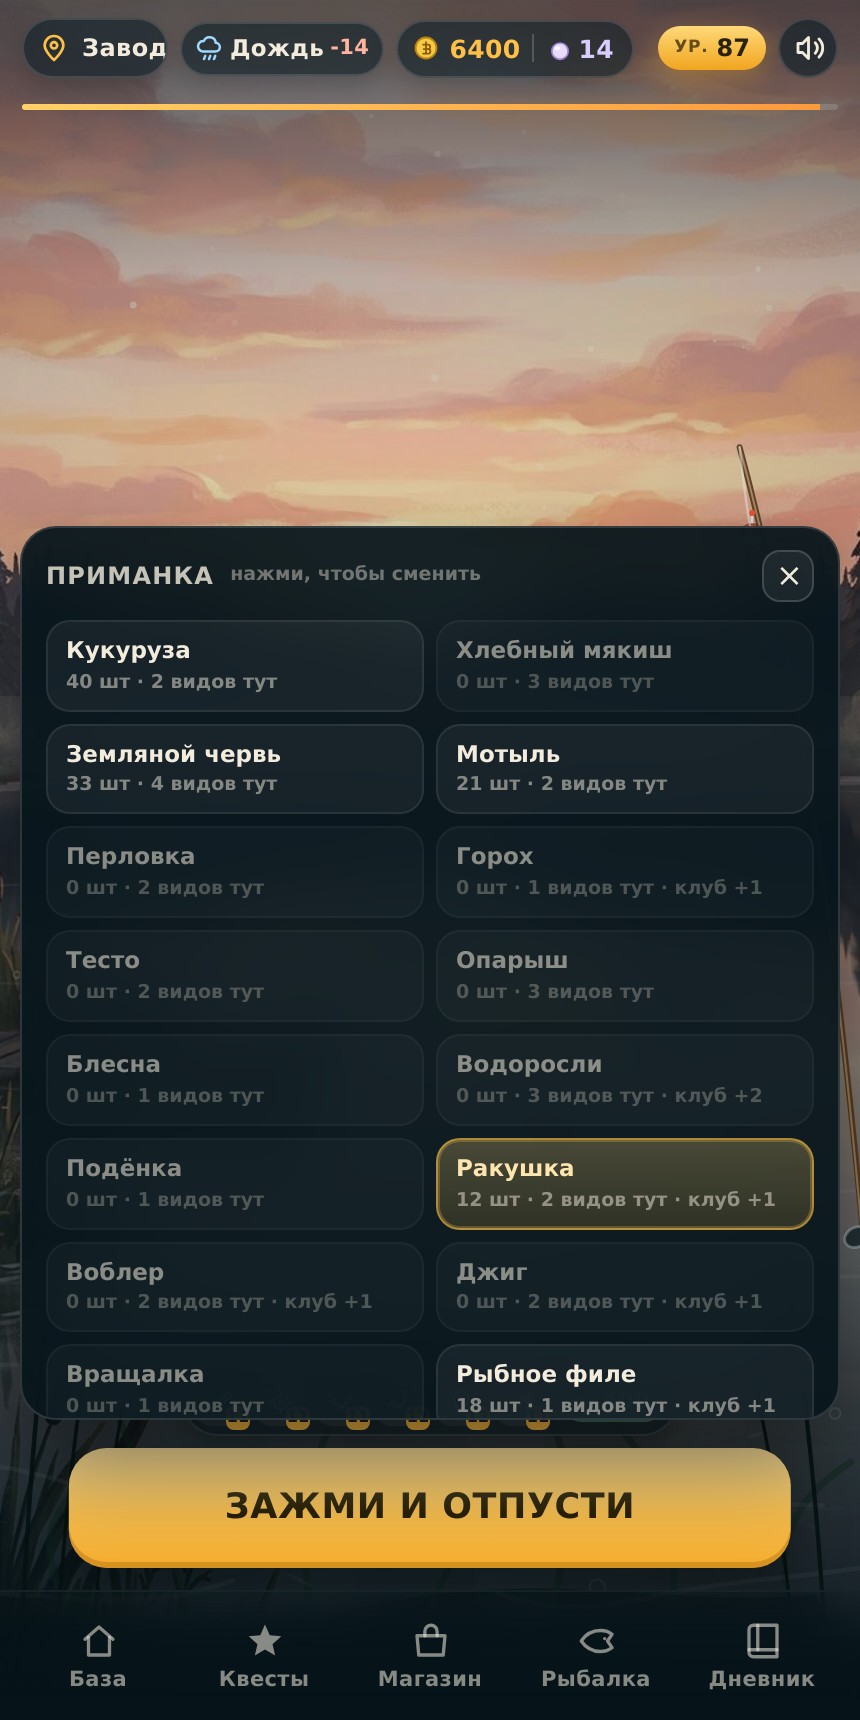 Завод
Дождь -14
6400 14
УР. 87
ПРИМАНКА нажми, чтобы сменить
Кукуруза
40 шт · 2 видов тут
Хлебный мякиш
0 шт · 3 видов тут
Земляной червь
33 шт · 4 видов тут
Мотыль
21 шт · 2 видов тут
Перловка
0 шт · 2 видов тут
Горох
0 шт · 1 видов тут · клуб +1
Тесто
0 шт · 2 видов тут
Опарыш
0 шт · 3 видов тут
Блесна
0 шт · 1 видов тут
Водоросли
0 шт · 3 видов тут · клуб +2
Подёнка
0 шт · 1 видов тут
Ракушка
12 шт · 2 видов тут · клуб +1
Воблер
0 шт · 2 видов тут · клуб +1
Джиг
0 шт · 2 видов тут · клуб +1
Вращалка
0 шт · 1 видов тут
Рыбное филе
18 шт · 1 видов тут · клуб +1
ЗАЖМИ И ОТПУСТИ
База
Квесты
Магазин
Рыбалка
Дневник